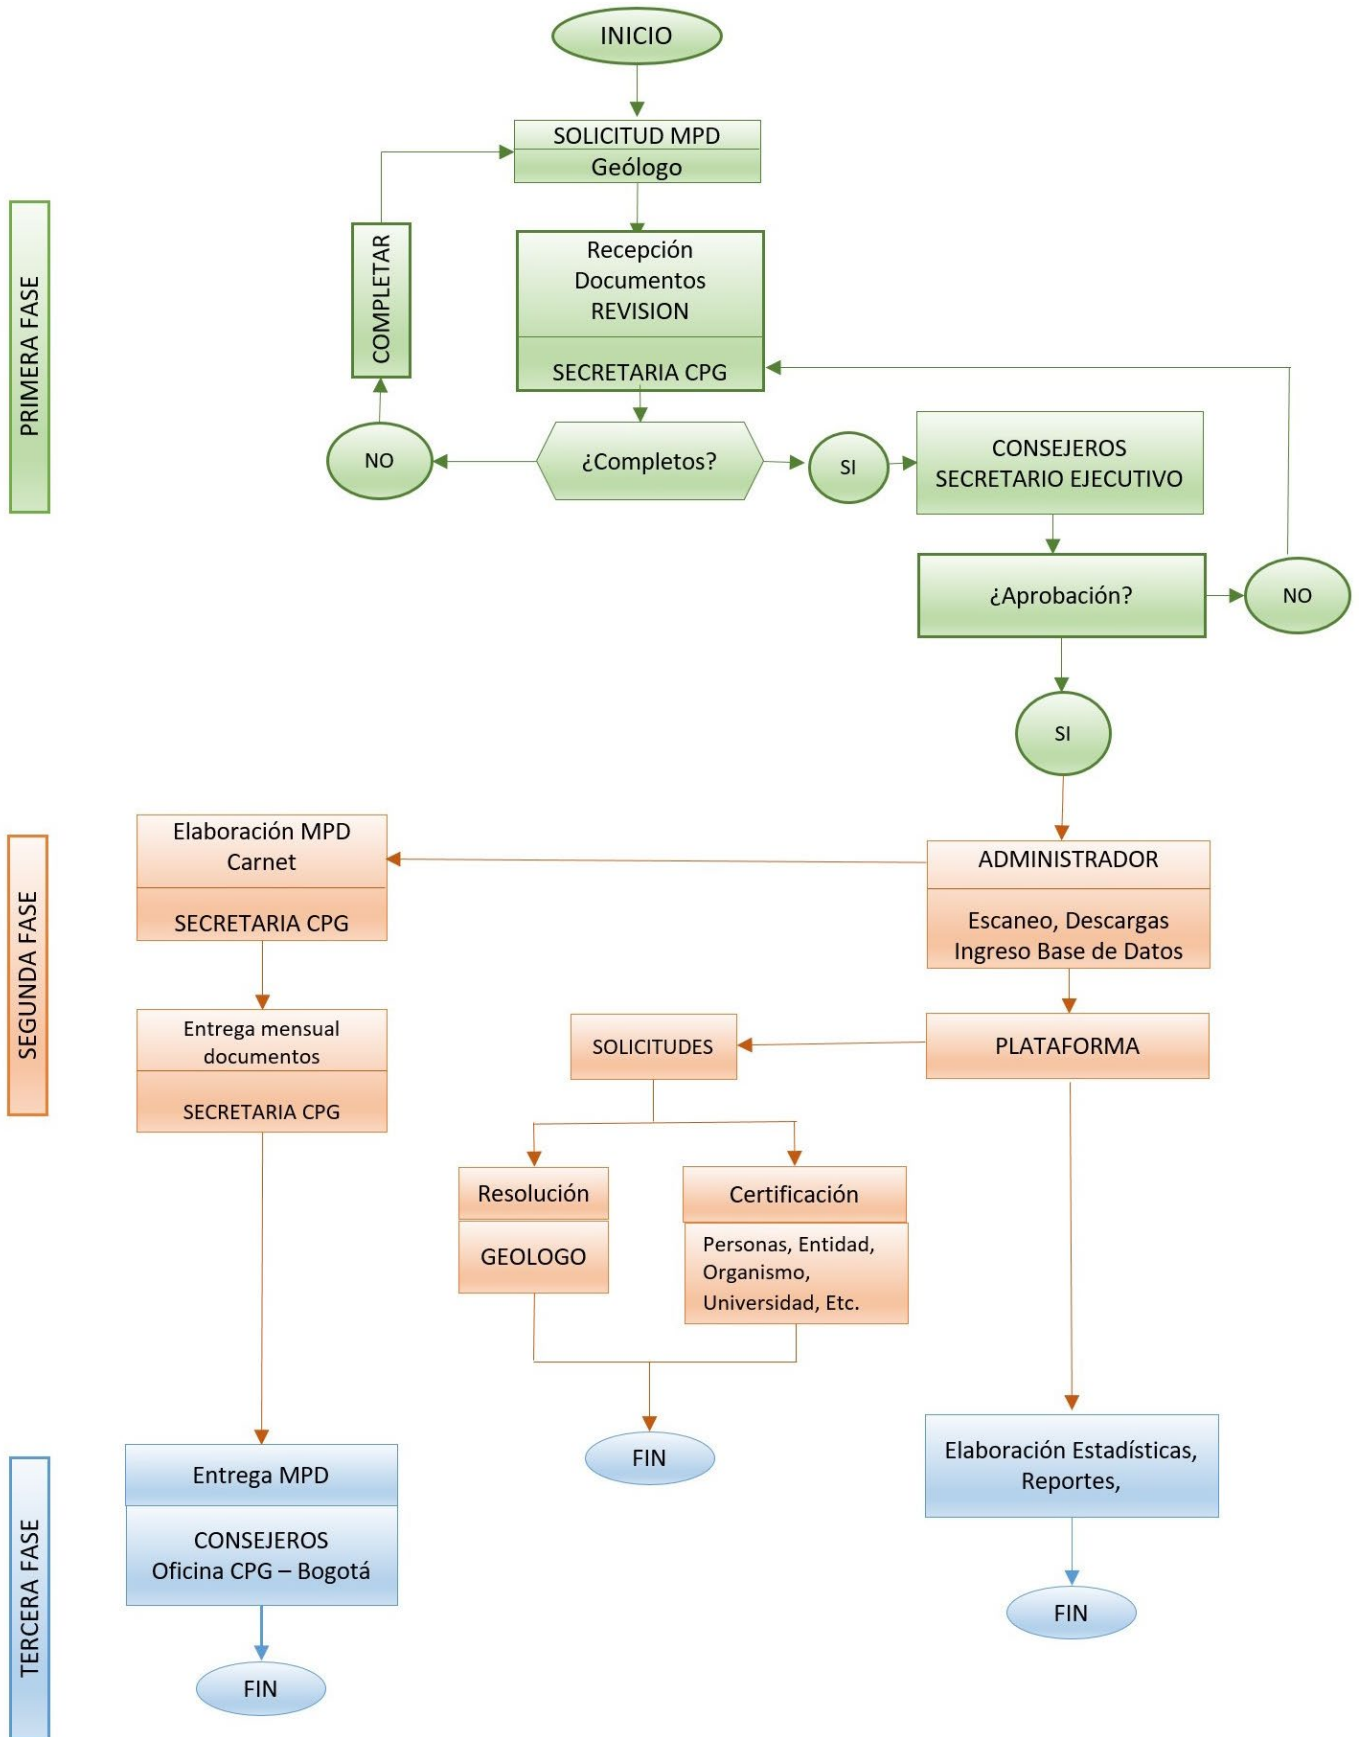 INICIO
SOLICITUD MPD
Geólogo
PRIMERA FASE
COMPLETAR
Recepción
Documentos
REVISION
SECRETARIA CPG
NO
¿Completos?
SI
CONSEJEROS
SECRETARIO EJECUTIVO
¿Aprobación?
NO
SI
SEGUNDA FASE
Elaboración MPD
Carnet
SECRETARIA CPG
ADMINISTRADOR
Escaneo, Descargas
Ingreso Base de Datos
Entrega mensual
documentos
SECRETARIA CPG
SOLICITUDES
PLATAFORMA
Resolución
GEOLOGO
Certificación
Personas, Entidad,
Organismo,
Universidad, Etc.
FIN
TERCERA FASE
Entrega MPD
CONSEJEROS
Oficina CPG – Bogotá
FIN
Elaboración Estadísticas,
Reportes,
FIN